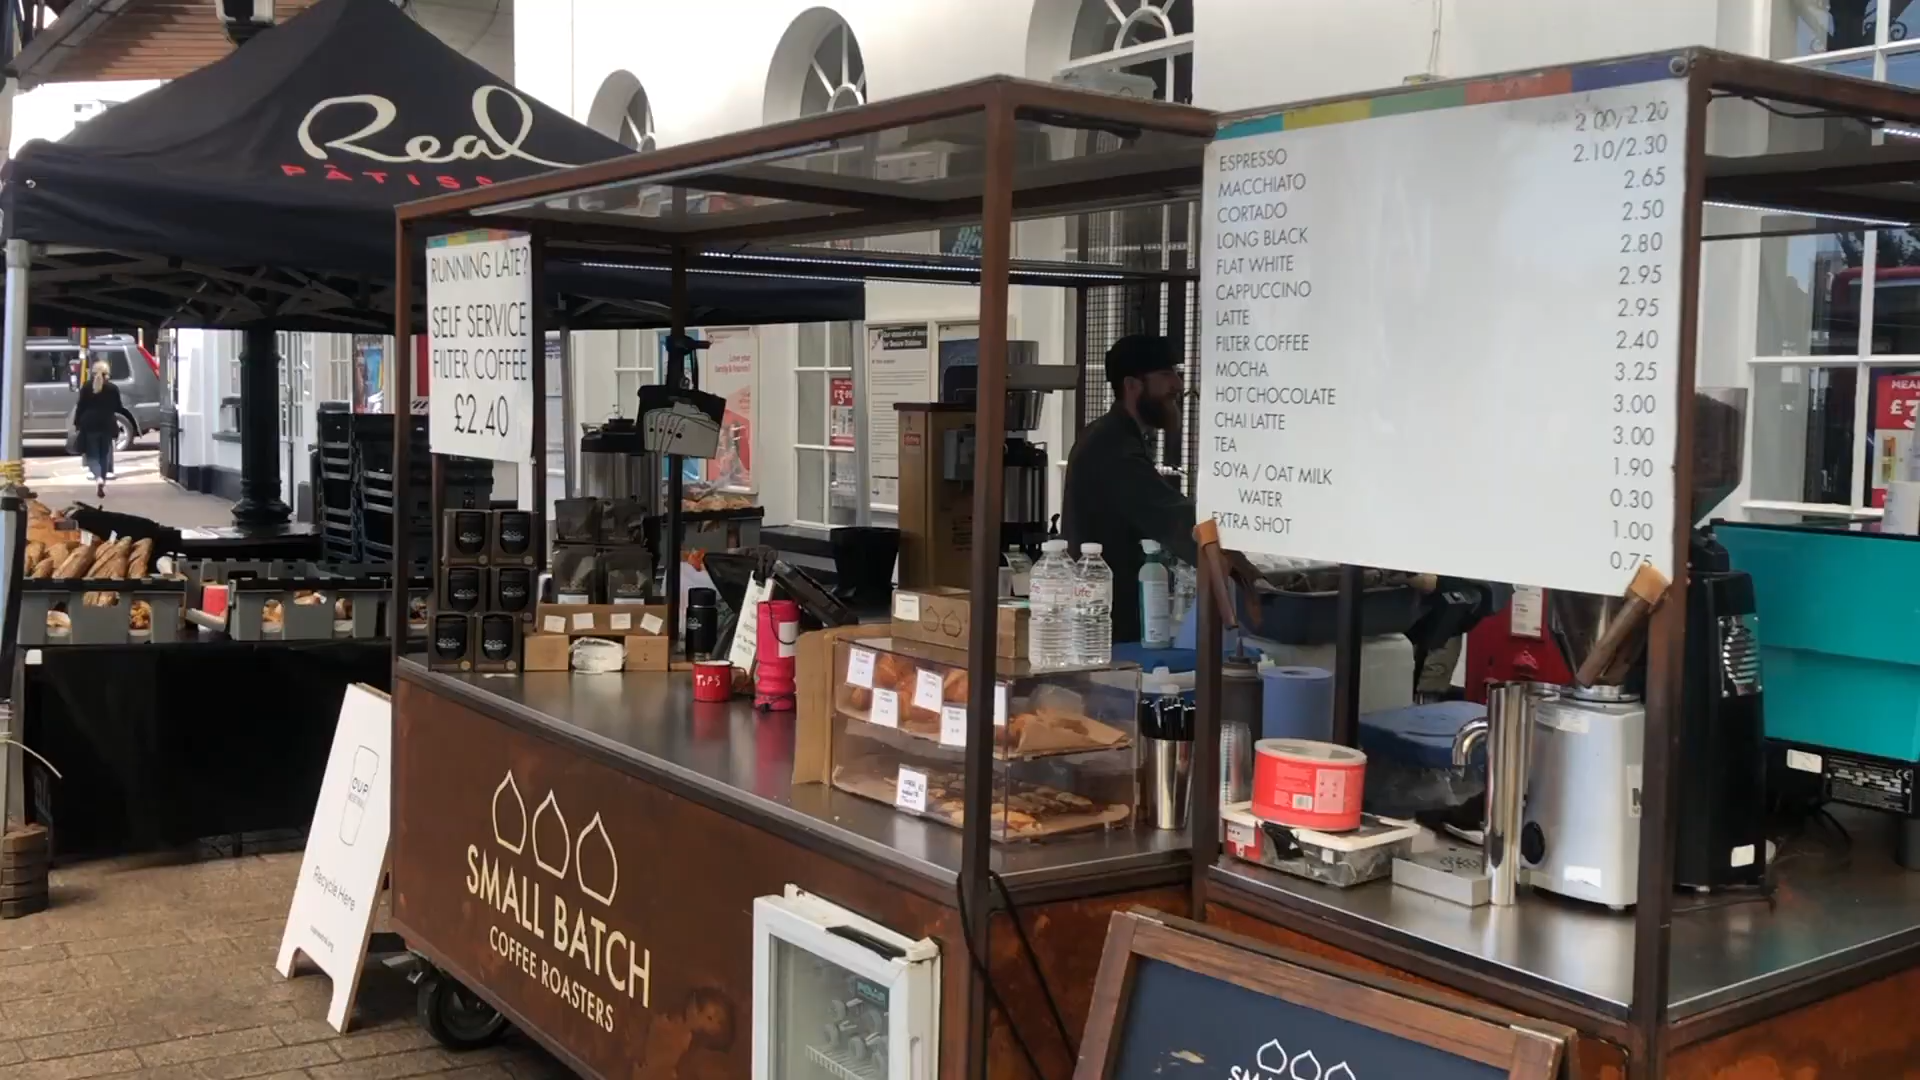 Real
PÂTISS
RUNNING LATE?
SELF SERVICE
FILTER COFFEE
£2.40
ESPRESSO 2.00/2.20
MACCHIATO 2.10/2.30
CORTADO 2.65
LONG BLACK 2.50
FLAT WHITE 2.80
CAPPUCCINO 2.95
LATTE 2.95
FILTER COFFEE 2.40
MOCHA 3.25
HOT CHOCOLATE 3.00
CHAI LATTE 3.00
TEA 1.90
SOYA / OAT MILK 0.30
WATER 1.00
EXTRA SHOT 0.75
TIPS
CUP
Recycle Here
SMALL BATCH
COFFEE ROASTERS
POLAR